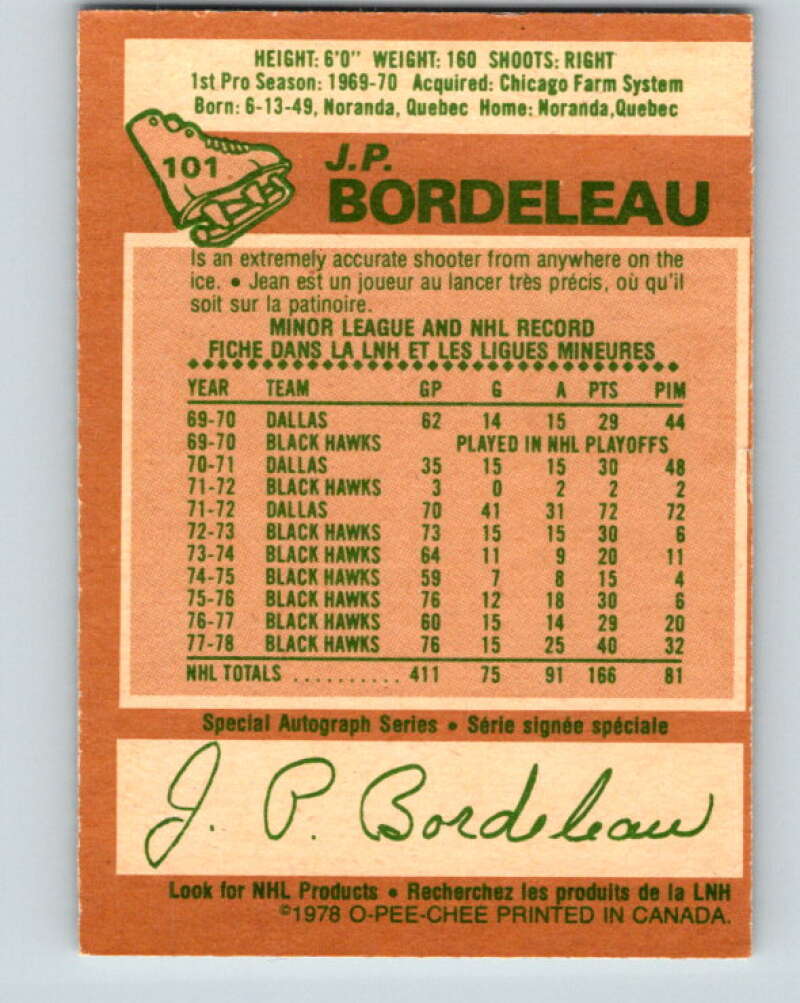 HEIGHT: 6'0" WEIGHT: 160 SHOOTS: RIGHT
1st Pro Season: 1969-70 Acquired: Chicago Farm System
Born: 6-13-49, Noranda, Quebec Home: Noranda, Quebec
101
J.P.
BORDELEAU
Is an extremely accurate shooter from anywhere on the
ice. • Jean est un joueur au lancer très précis, où qu'il
soit sur la patinoire.
MINOR LEAGUE AND NHL RECORD
FICHE DANS LA LNH ET LES LIGUES MINEURES
YEAR TEAM GP G A PTS PIM
69-70 DALLAS 62 14 15 29 44
69-70 BLACK HAWKS PLAYED IN NHL PLAYOFFS
70-71 DALLAS 35 15 15 30 48
71-72 BLACK HAWKS 3 0 2 2 2
71-72 DALLAS 70 41 31 72 72
72-73 BLACK HAWKS 73 15 15 30 6
73-74 BLACK HAWKS 64 11 9 20 11
74-75 BLACK HAWKS 59 7 8 15 4
75-76 BLACK HAWKS 76 12 18 30 6
76-77 BLACK HAWKS 60 15 14 29 20
77-78 BLACK HAWKS 76 15 25 40 32
NHL TOTALS .......... 411 75 91 166 81
Special Autograph Series • Série signée spéciale
J. P. Bordeleau
Look for NHL Products • Recherchez les produits de la LNH
©1978 O-PEE-CHEE PRINTED IN CANADA.